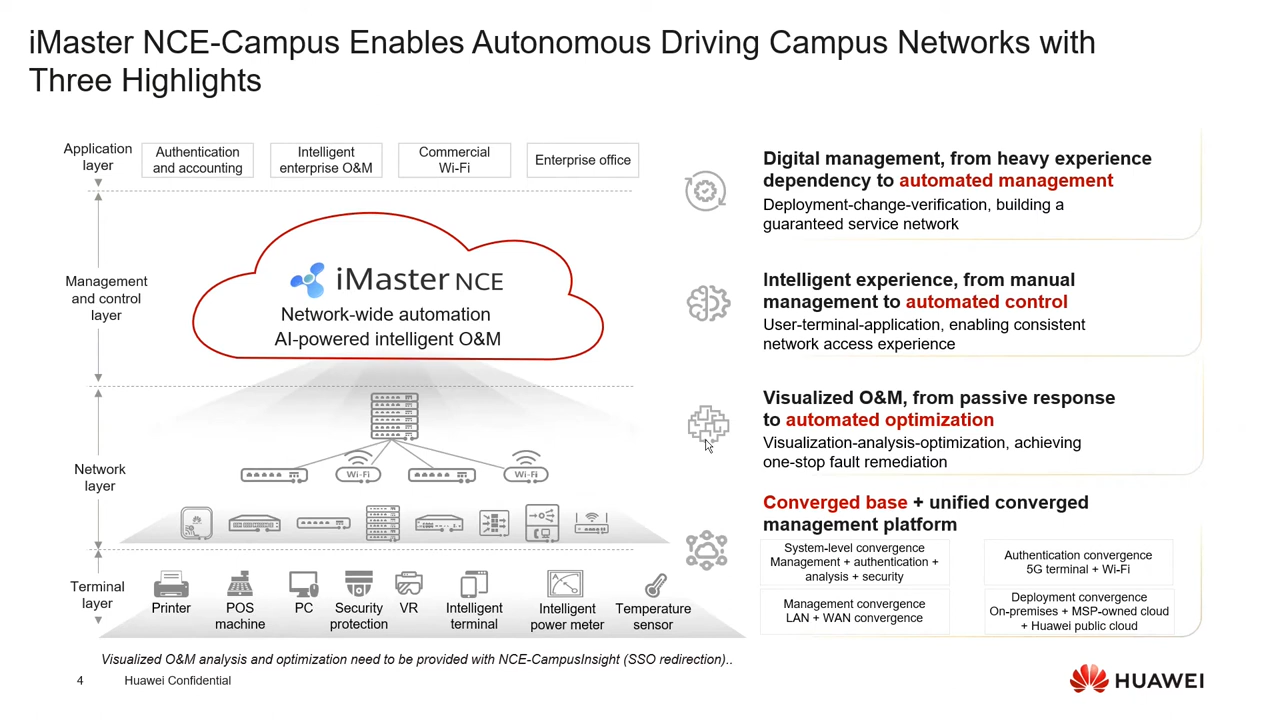 iMaster NCE-Campus Enables Autonomous Driving Campus Networks with
Three Highlights
Application
layer
Authentication
and accounting
Intelligent
enterprise O&M
Commercial
Wi-Fi
Enterprise office
Management
and control
layer
iMaster NCE
Network-wide automation
AI-powered intelligent O&M
Network
layer
Wi-Fi
Wi-Fi
Terminal
layer
Printer
POS
machine
PC
Security
protection
VR
Intelligent
terminal
Intelligent
power meter
Temperature
sensor
Digital management, from heavy experience
dependency to automated management
Deployment-change-verification, building a
guaranteed service network
Intelligent experience, from manual
management to automated control
User-terminal-application, enabling consistent
network access experience
Visualized O&M, from passive response
to automated optimization
Visualization-analysis-optimization, achieving
one-stop fault remediation
Converged base + unified converged
management platform
System-level convergence
Management + authentication +
analysis + security
Authentication convergence
5G terminal + Wi-Fi
Management convergence
LAN + WAN convergence
Deployment convergence
On-premises + MSP-owned cloud
+ Huawei public cloud
Visualized O&M analysis and optimization need to be provided with NCE-CampusInsight (SSO redirection)..
4
Huawei Confidential
HUAWEI